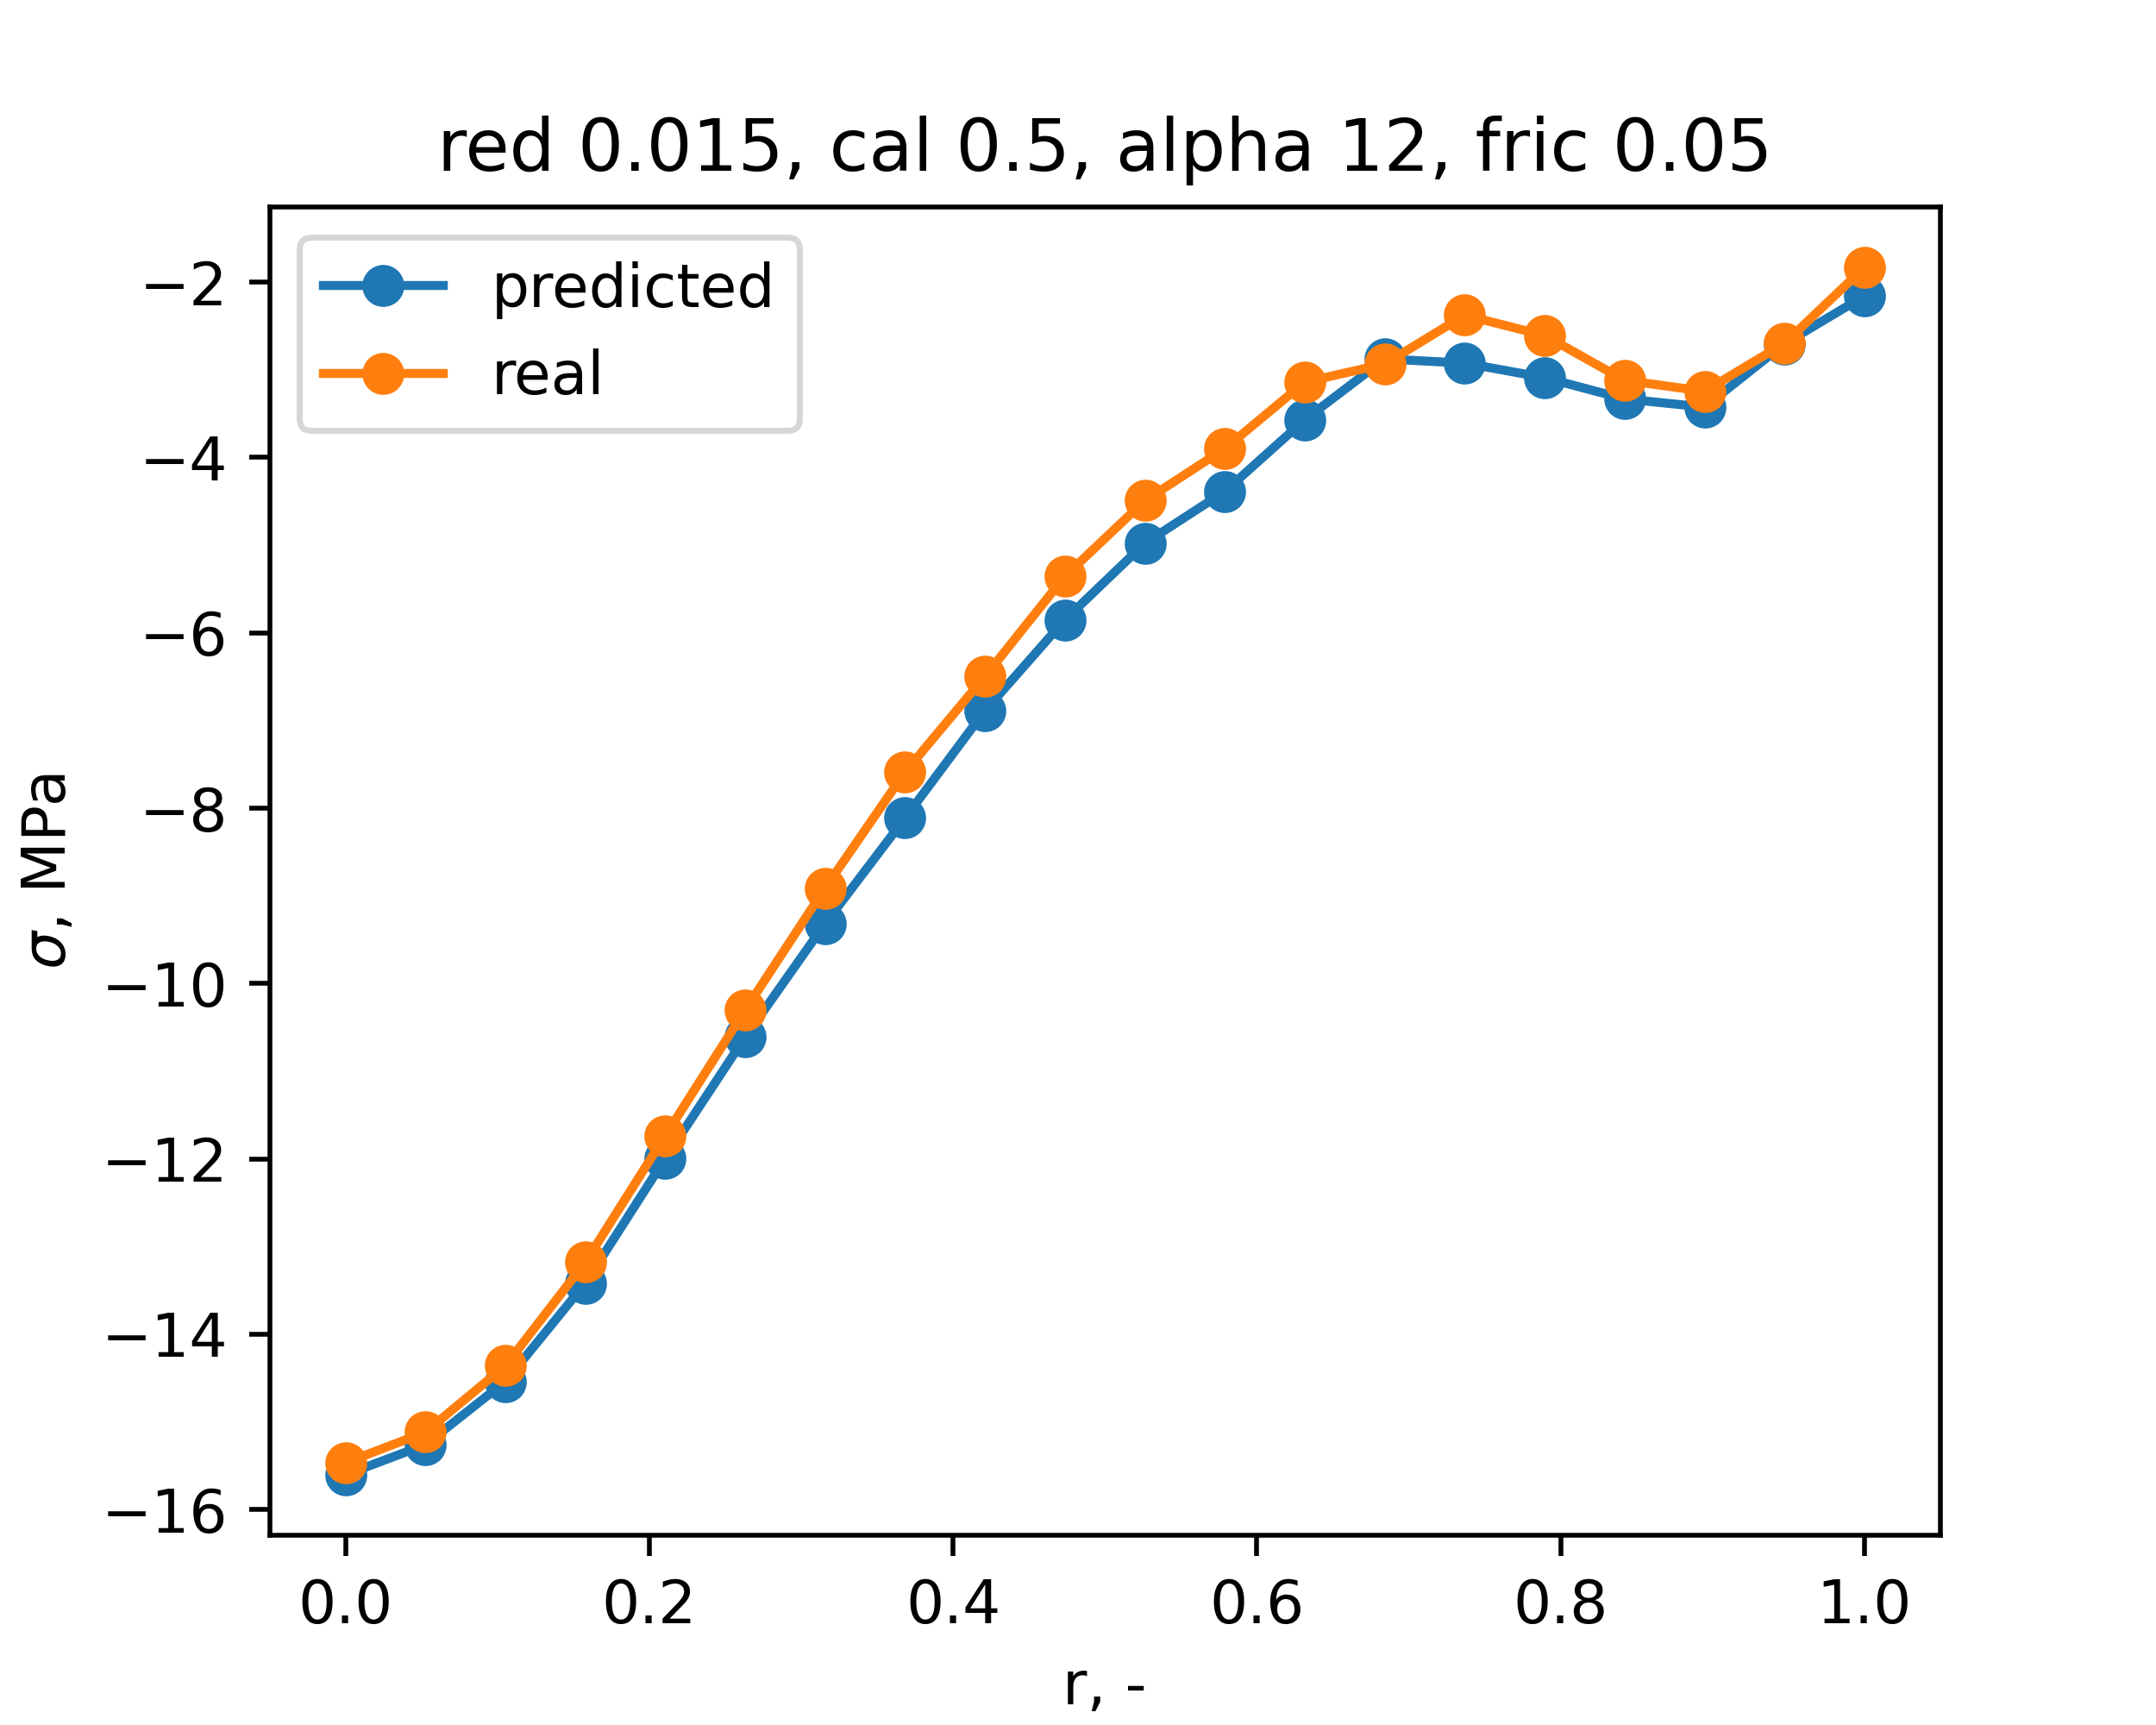 red 0.015, cal 0.5, alpha 12, fric 0.05
predicted
real
−2
−4
−6
−8
−10
−12
−14
−16
σ, MPa
0.0 0.2 0.4 0.6 0.8 1.0
r, -